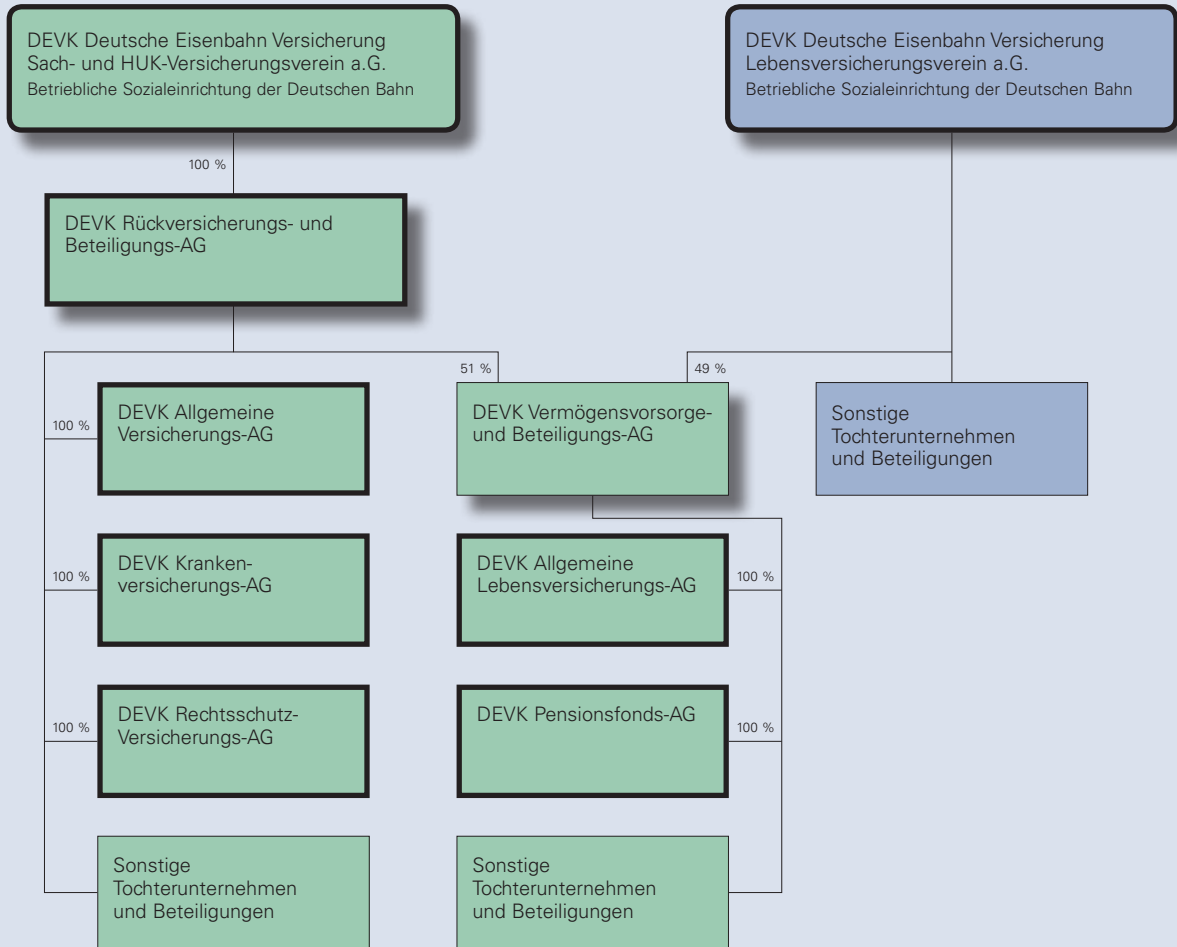 DEVK Deutsche Eisenbahn Versicherung
Sach- und HUK-Versicherungsverein a.G.
Betriebliche Sozialeinrichtung der Deutschen Bahn
DEVK Deutsche Eisenbahn Versicherung
Lebensversicherungsverein a.G.
Betriebliche Sozialeinrichtung der Deutschen Bahn
100 %
DEVK Rückversicherungs- und
Beteiligungs-AG
51 %
49 %
100 %
DEVK Allgemeine
Versicherungs-AG
DEVK Vermögensvorsorge-
und Beteiligungs-AG
Sonstige
Tochterunternehmen
und Beteiligungen
100 %
DEVK Kranken-
versicherungs-AG
DEVK Allgemeine
Lebensversicherungs-AG
100 %
100 %
DEVK Rechtsschutz-
Versicherungs-AG
DEVK Pensionsfonds-AG
100 %
Sonstige
Tochterunternehmen
und Beteiligungen
Sonstige
Tochterunternehmen
und Beteiligungen